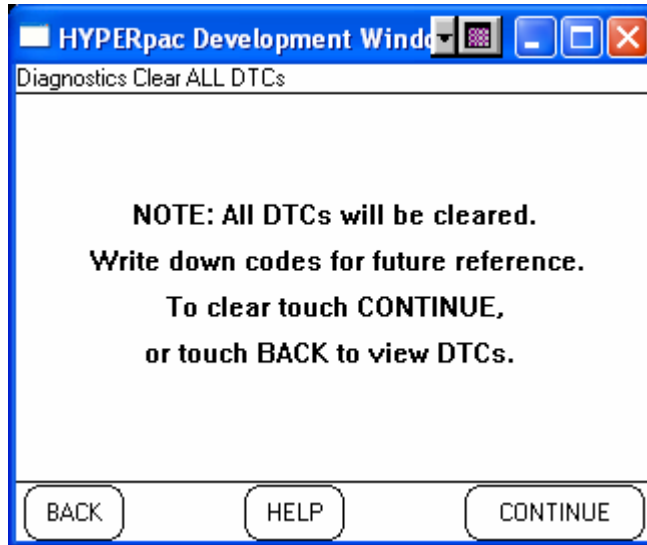 HYPERpac Development Windo
Diagnostics Clear ALL DTCs
NOTE: All DTCs will be cleared.
Write down codes for future reference.
To clear touch CONTINUE,
or touch BACK to view DTCs.
BACK HELP CONTINUE